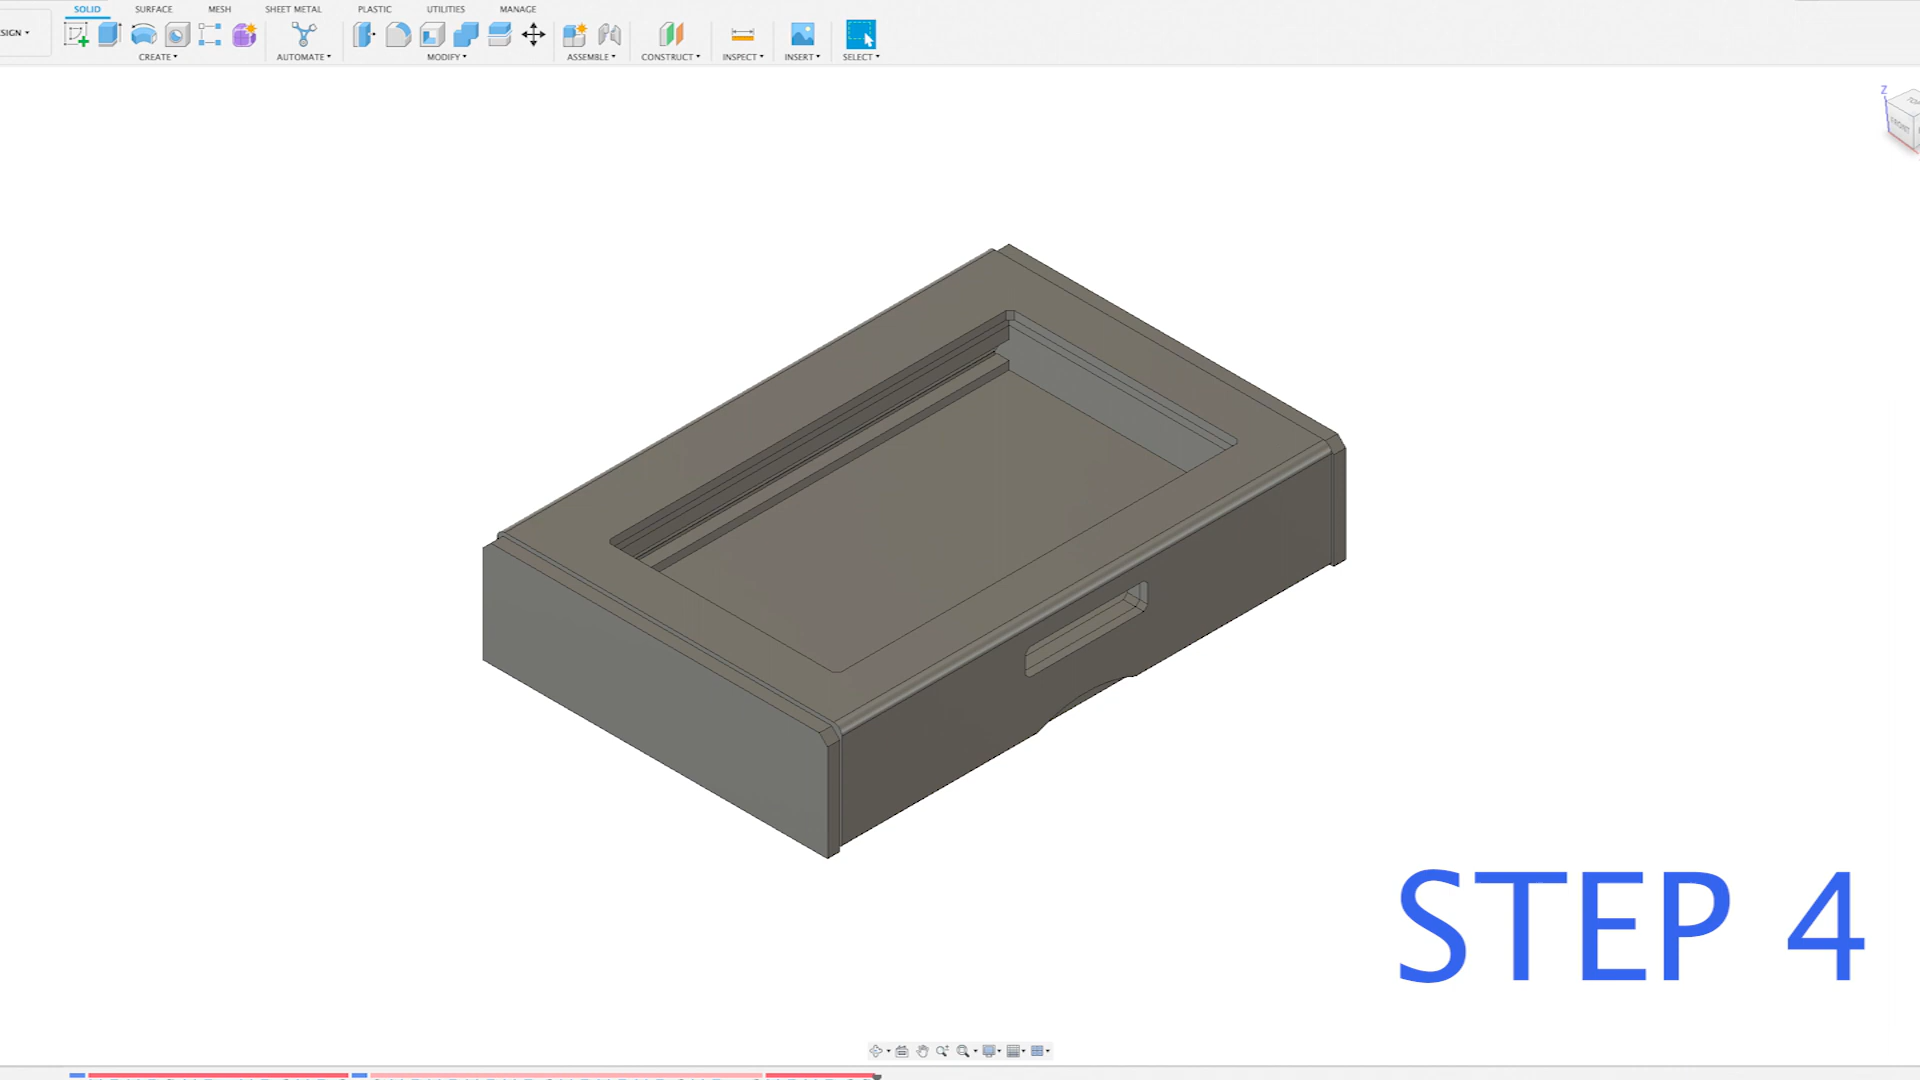 SOLID SURFACE MESH SHEET METAL PLASTIC UTILITIES MANAGE
SIGN
CREATE AUTOMATE MODIFY ASSEMBLE CONSTRUCT INSPECT INSERT SELECT
Z
FRONT
STEP 4